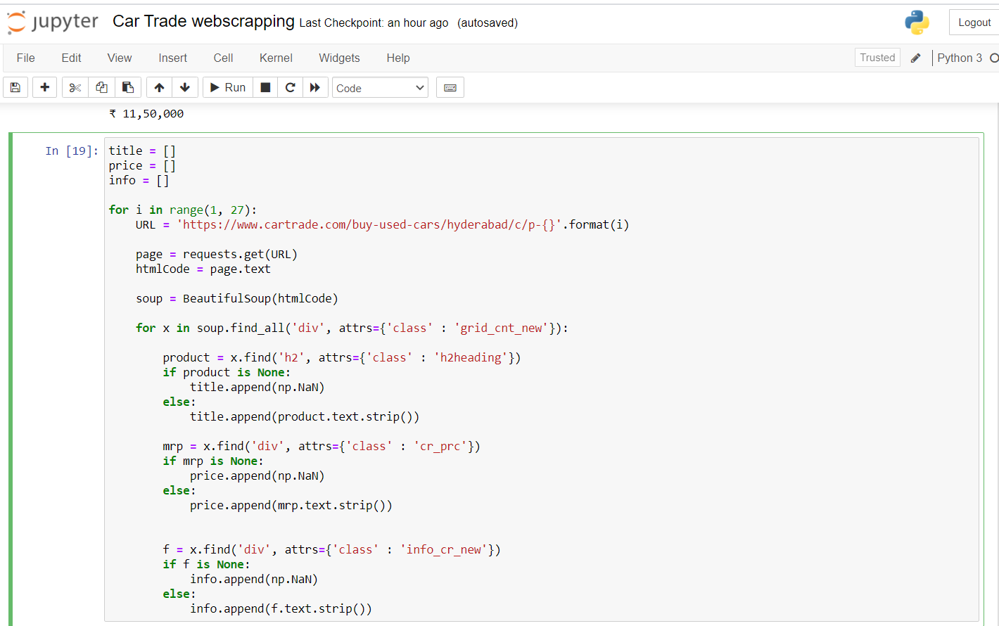 jupyter Car Trade webscrapping Last Checkpoint: an hour ago (autosaved) Logout
File Edit View Insert Cell Kernel Widgets Help Trusted Python 3
Run Code
₹ 11,50,000
In [19]: title = []
price = []
info = []
for i in range(1, 27):
    URL = 'https://www.cartrade.com/buy-used-cars/hyderabad/c/p-{}'.format(i)
    page = requests.get(URL)
    htmlCode = page.text
    soup = BeautifulSoup(htmlCode)
    for x in soup.find_all('div', attrs={'class' : 'grid_cnt_new'}):
        product = x.find('h2', attrs={'class' : 'h2heading'})
        if product is None:
            title.append(np.NaN)
        else:
            title.append(product.text.strip())
        mrp = x.find('div', attrs={'class' : 'cr_prc'})
        if mrp is None:
            price.append(np.NaN)
        else:
            price.append(mrp.text.strip())
        f = x.find('div', attrs={'class' : 'info_cr_new'})
        if f is None:
            info.append(np.NaN)
        else:
            info.append(f.text.strip())